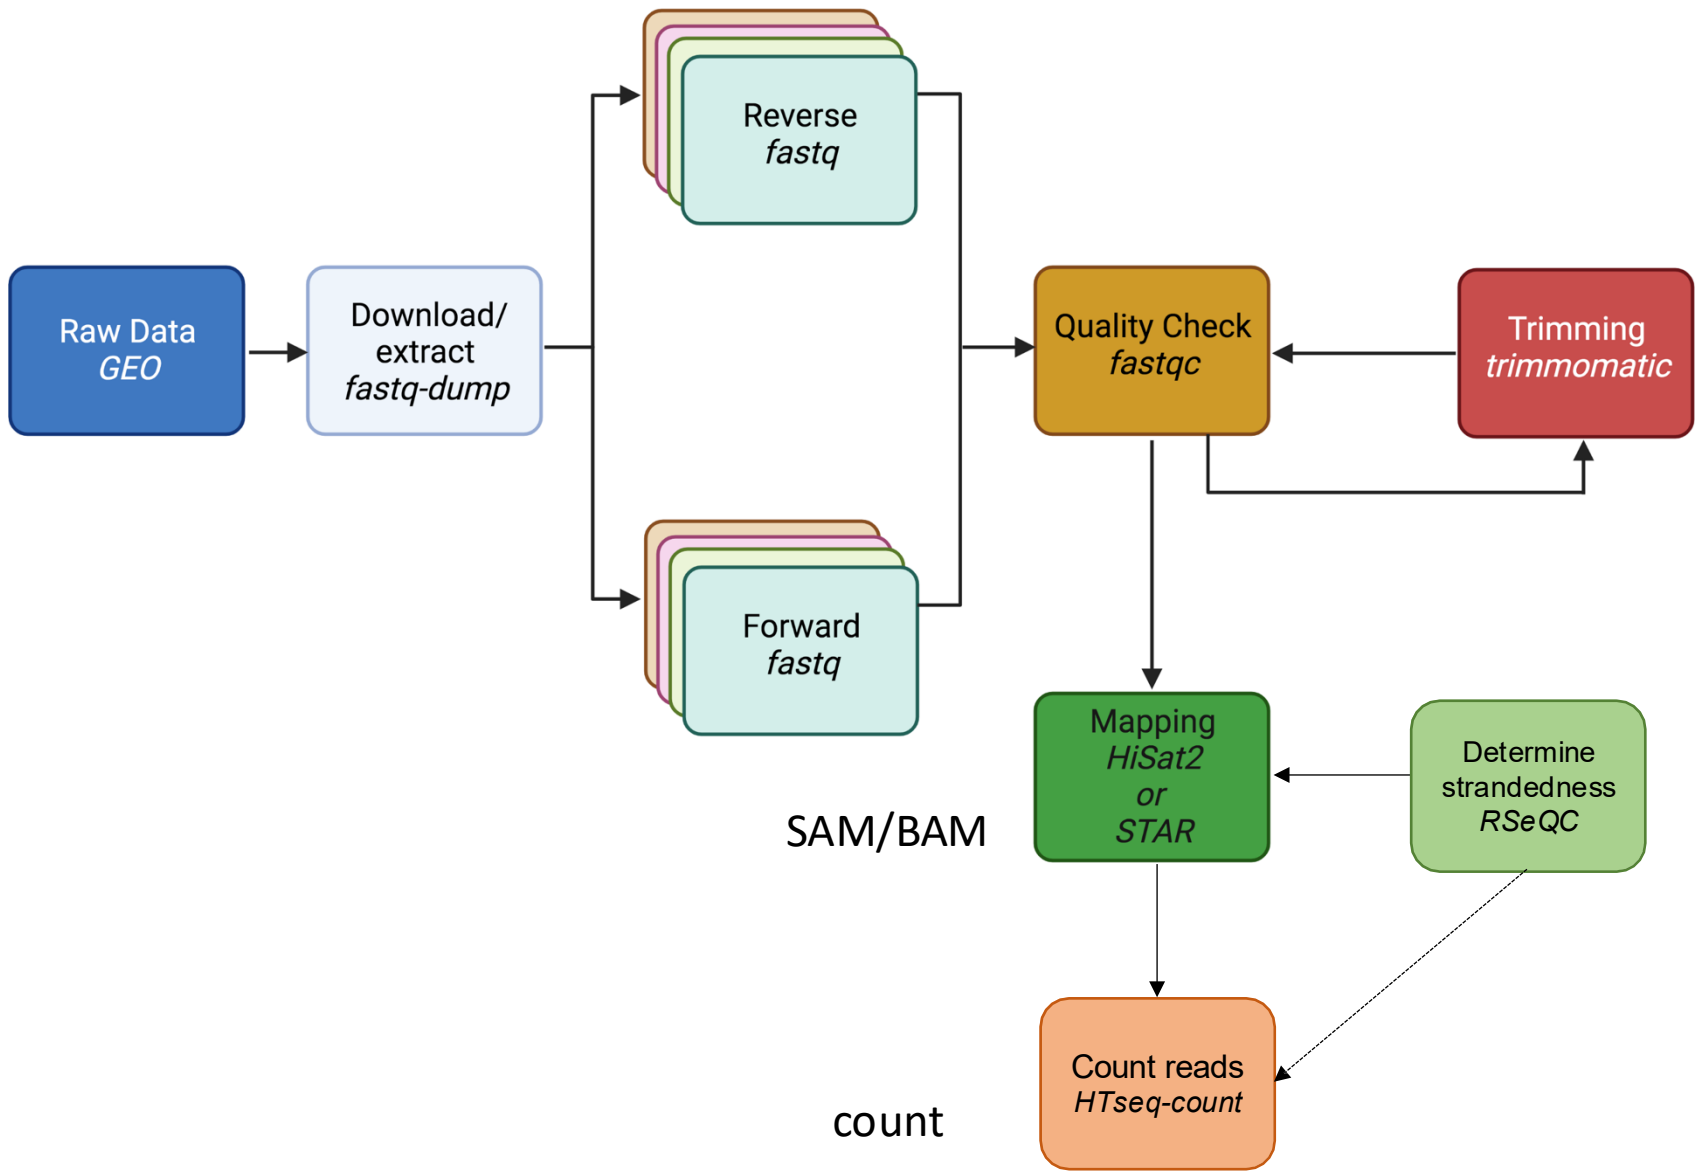 Reverse
fastq
Raw Data
GEO
Download/
extract
fastq-dump
Quality Check
fastqc
Trimming
trimmomatic
Forward
fastq
Mapping
HiSat2
or
STAR
SAM/BAM
Determine
strandedness
RSeQC
Count reads
HTseq-count
count